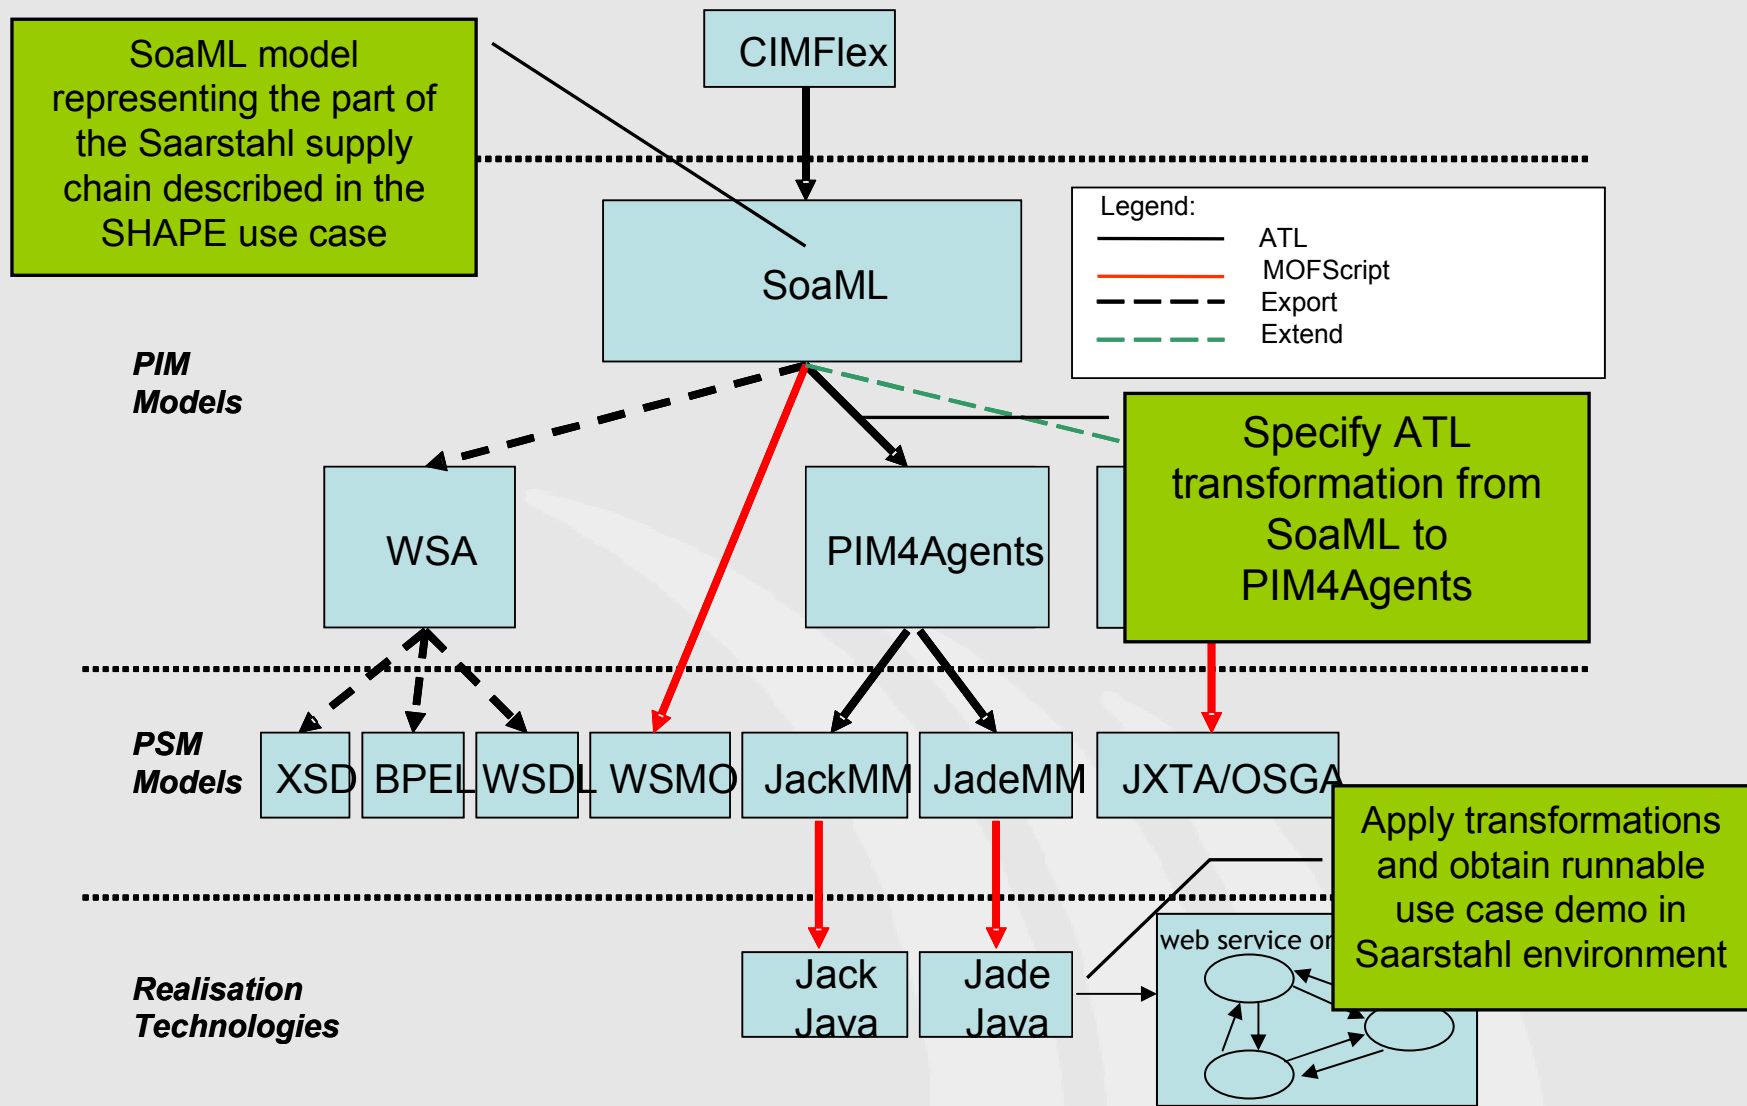 SoaML model
representing the part of
the Saarstahl supply
chain described in the
SHAPE use case
CIMFlex
Legend:
ATL
MOFScript
Export
Extend
SoaML
PIM
Models
Specify ATL
transformation from
SoaML to
PIM4Agents
WSA
PIM4Agents
PSM
Models
XSD
BPEL
WSDL
WSMO
JackMM
JadeMM
JXTA/OSGA
Apply transformations
and obtain runnable
use case demo in
Saarstahl environment
Realisation
Technologies
Jack
Java
Jade
Java
web service or